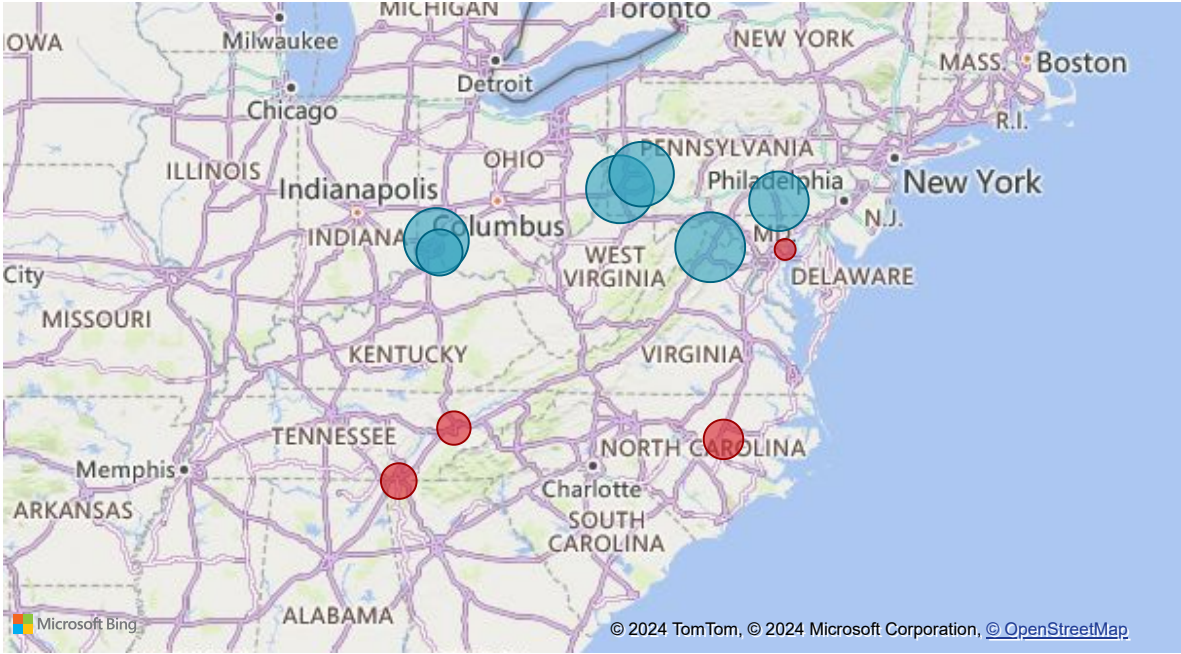 MICHIGAN
Toronto
IOWA
Milwaukee
NEW YORK
MASS.
Boston
Detroit
Chicago
R.I.
OHIO
PENNSYLVANIA
ILLINOIS
Indianapolis
Philadelphia
New York
Columbus
N.J.
INDIANA
MD.
WEST
VIRGINIA
City
DELAWARE
MISSOURI
KENTUCKY
VIRGINIA
TENNESSEE
NORTH CAROLINA
Memphis
Charlotte
ARKANSAS
SOUTH
CAROLINA
ALABAMA
Microsoft Bing
© 2024 TomTom, © 2024 Microsoft Corporation, © OpenStreetMap